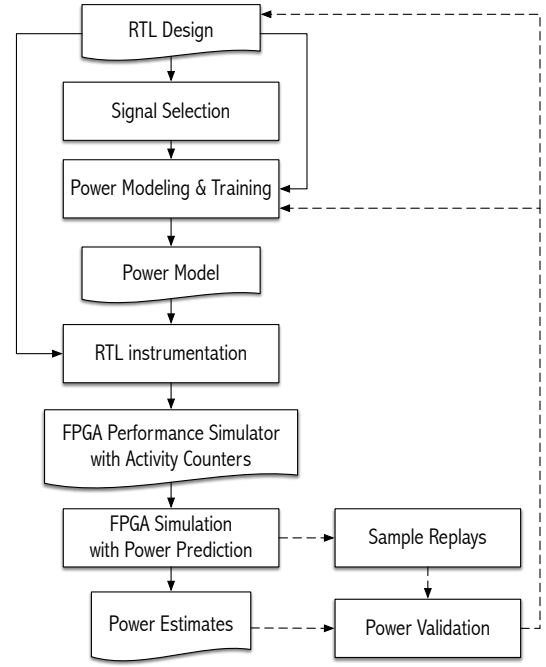 RTL Design
Signal Selection
Power Modeling & Training
Power Model
RTL instrumentation
FPGA Performance Simulator
with Activity Counters
FPGA Simulation
with Power Prediction
Sample Replays
Power Estimates
Power Validation